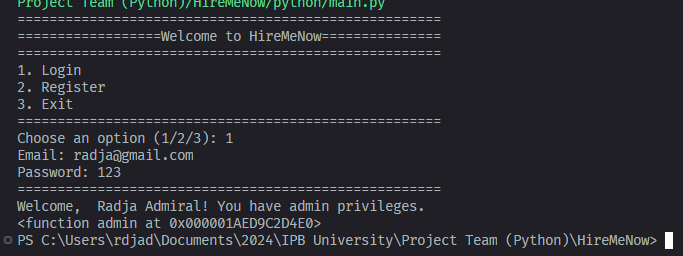 Project Team (Python)/HireMeNow/python/main.py
=====================================================
==================Welcome to HireMeNow===============
=====================================================
1. Login
2. Register
3. Exit
=====================================================
Choose an option (1/2/3): 1
Email: radja@gmail.com
Password: 123
=====================================================
Welcome,  Radja Admiral! You have admin privileges.
<function admin at 0x000001AED9C2D4E0>
PS C:\Users\rdjad\Documents\2024\IPB University\Project Team (Python)\HireMeNow>